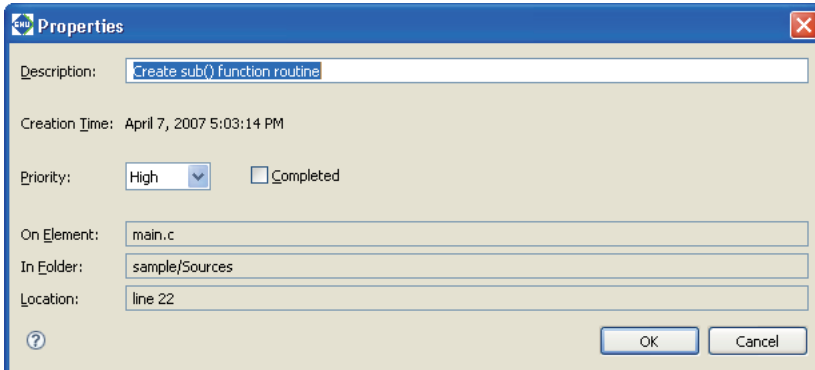 GNU Properties
Description: Create sub() function routine
Creation Time: April 7, 2007 5:03:14 PM
Priority: High Completed
On Element: main.c
In Folder: sample/Sources
Location: line 22
? OK Cancel